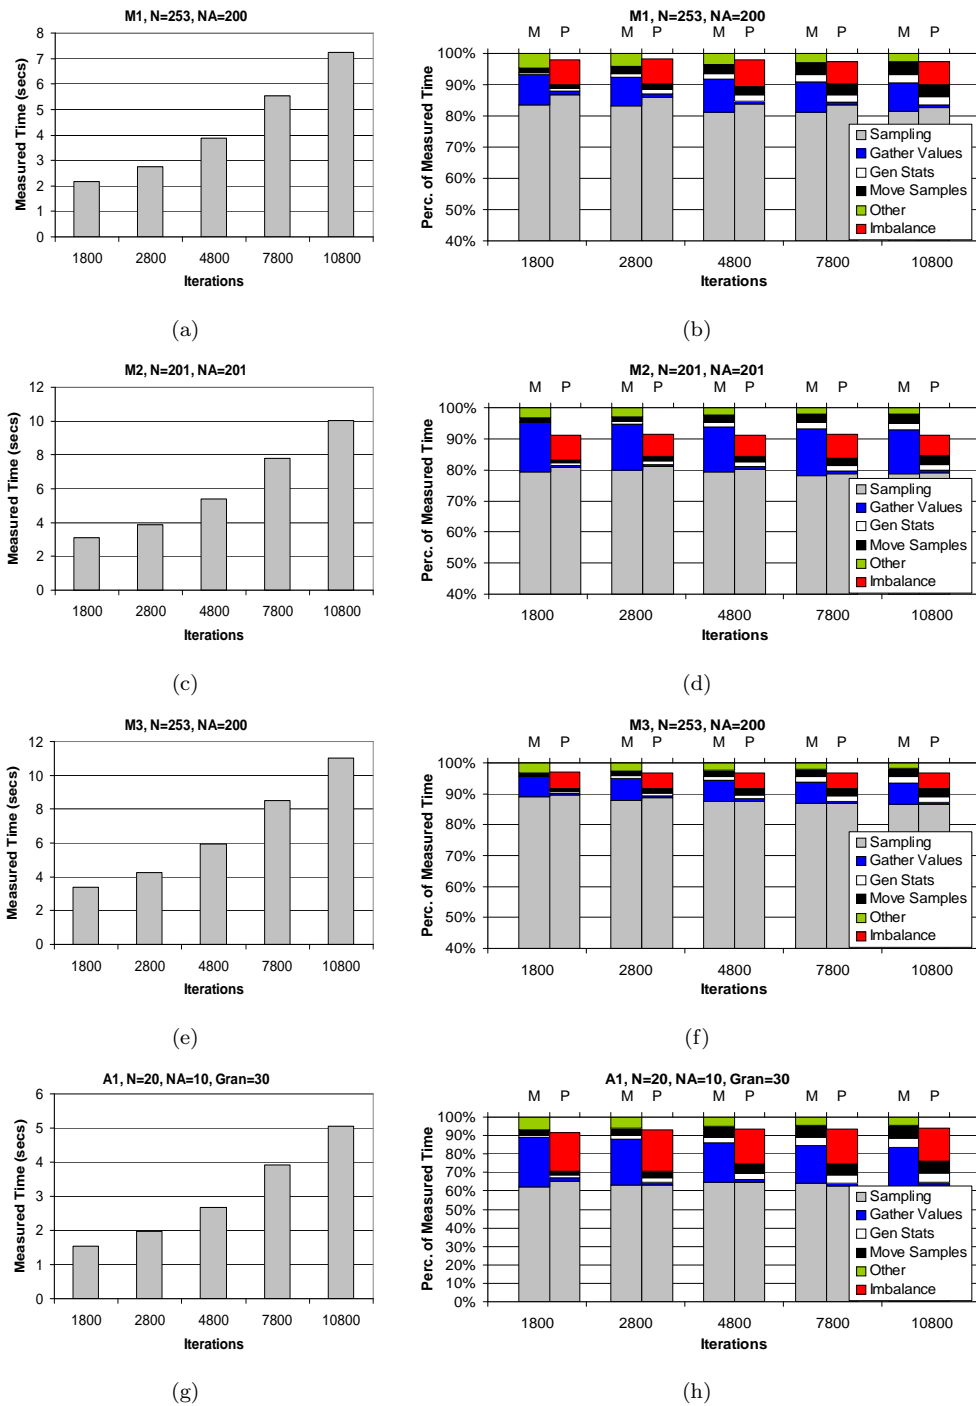 M1, N=253, NA=200
Measured Time (secs)
8
7
6
5
4
3
2
1
0
1800 2800 4800 7800 10800
Iterations
(a)
M1, N=253, NA=200
M P M P M P M P M P
Perc. of Measured Time
100%
90%
80%
70%
60%
50%
40%
Sampling
Gather Values
Gen Stats
Move Samples
Other
Imbalance
1800 2800 4800 7800 10800
Iterations
(b)
M2, N=201, NA=201
Measured Time (secs)
12
10
8
6
4
2
0
1800 2800 4800 7800 10800
Iterations
(c)
M2, N=201, NA=201
M P M P M P M P M P
Perc. of Measured Time
100%
90%
80%
70%
60%
50%
40%
Sampling
Gather Values
Gen Stats
Move Samples
Other
Imbalance
1800 2800 4800 7800 10800
Iterations
(d)
M3, N=253, NA=200
Measured Time (secs)
12
10
8
6
4
2
0
1800 2800 4800 7800 10800
Iterations
(e)
M3, N=253, NA=200
M P M P M P M P M P
Perc. of Measured Time
100%
90%
80%
70%
60%
50%
40%
Sampling
Gather Values
Gen Stats
Move Samples
Other
Imbalance
1800 2800 4800 7800 10800
Iterations
(f)
A1, N=20, NA=10, Gran=30
Measured Time (secs)
6
5
4
3
2
1
0
1800 2800 4800 7800 10800
Iterations
(g)
A1, N=20, NA=10, Gran=30
M P M P M P M P M P
Perc. of Measured Time
100%
90%
80%
70%
60%
50%
40%
30%
20%
10%
0%
Sampling
Gather Values
Gen Stats
Move Samples
Other
Imbalance
1800 2800 4800 7800 10800
Iterations
(h)